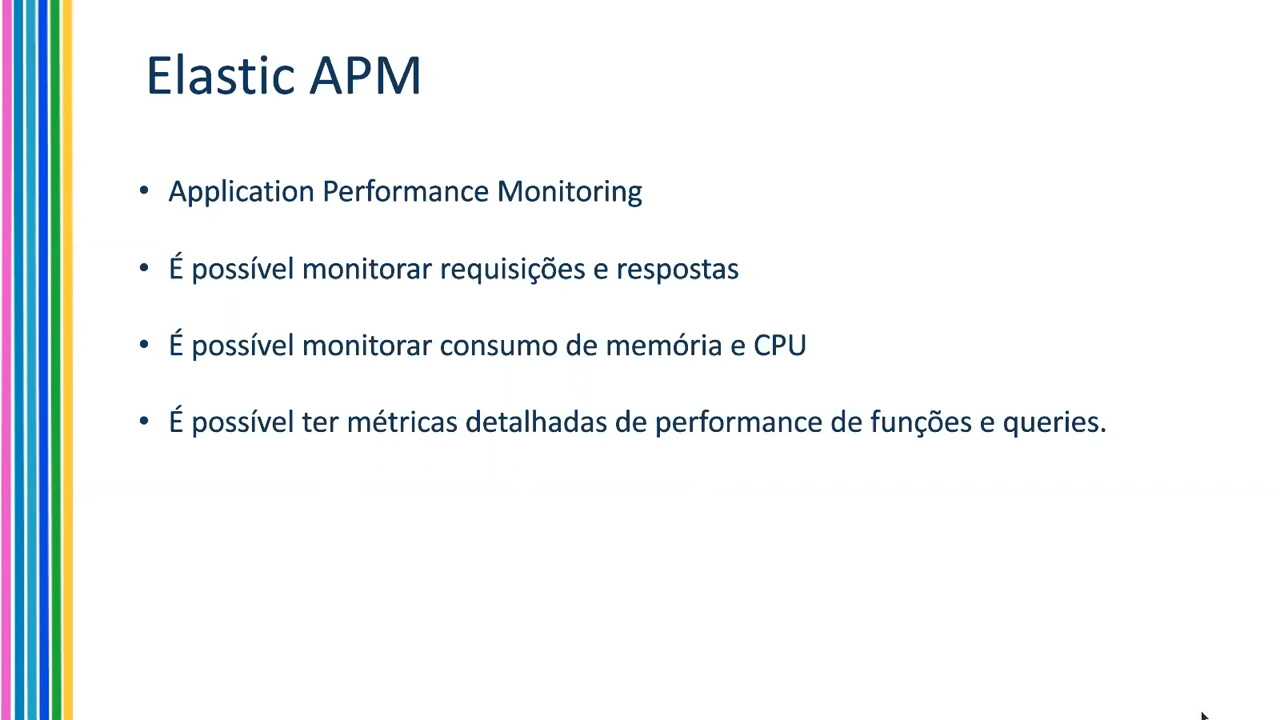 Elastic APM
• Application Performance Monitoring
• É possível monitorar requisições e respostas
• É possível monitorar consumo de memória e CPU
• É possível ter métricas detalhadas de performance de funções e queries.